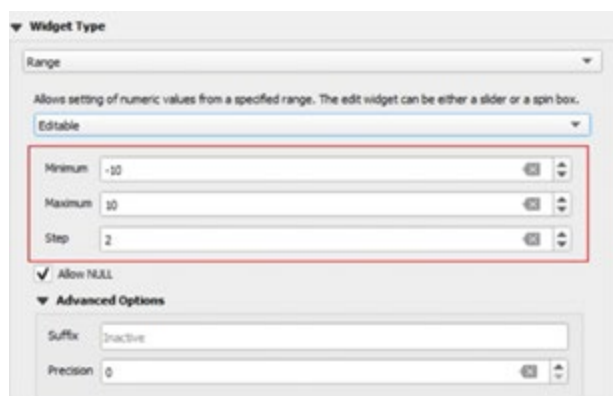 Widget Type
Range
Allows setting of numeric values from a specified range. The edit widget can be either a slider or a spin box.
Editable
Minimum -10
Maximum 10
Step 2
Allow NULL
Advanced Options
Suffix Inactive
Precision 0